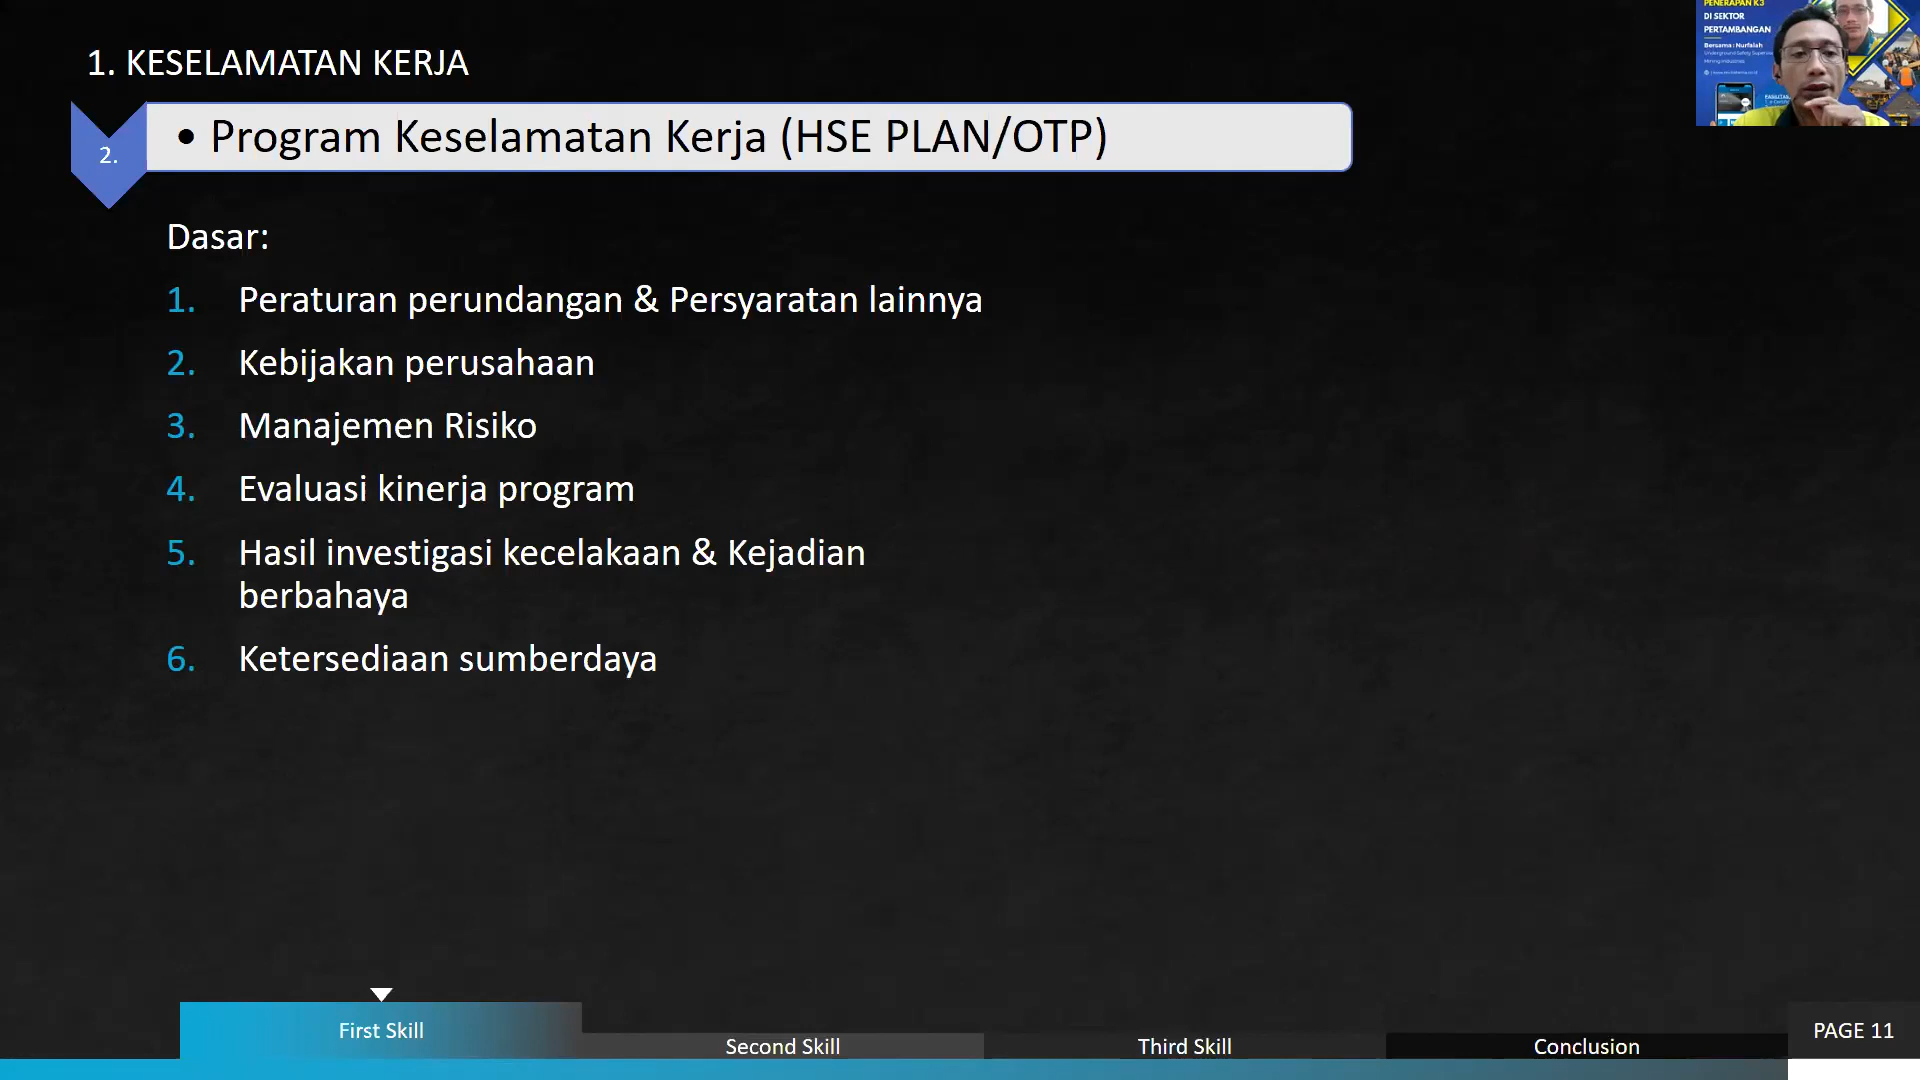 1. KESELAMATAN KERJA
2.
• Program Keselamatan Kerja (HSE PLAN/OTP)
Dasar:
1. Peraturan perundangan & Persyaratan lainnya
2. Kebijakan perusahaan
3. Manajemen Risiko
4. Evaluasi kinerja program
5. Hasil investigasi kecelakaan & Kejadian
berbahaya
6. Ketersediaan sumberdaya
PENERAPAN K3
DI SEKTOR
PERTAMBANGAN
Bersama : Nurfalah
Underground Safety
First Skill
Second Skill
Third Skill
Conclusion
PAGE 11